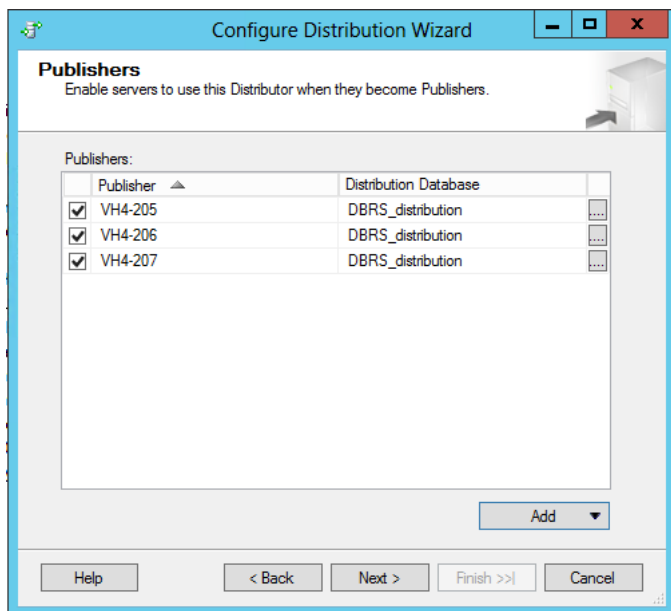 Configure Distribution Wizard
Publishers
Enable servers to use this Distributor when they become Publishers.
Publishers:
Publisher Distribution Database
VH4-205 DBRS_distribution ....
VH4-206 DBRS_distribution ....
VH4-207 DBRS_distribution ....
Add
Help < Back Next > Finish >>| Cancel